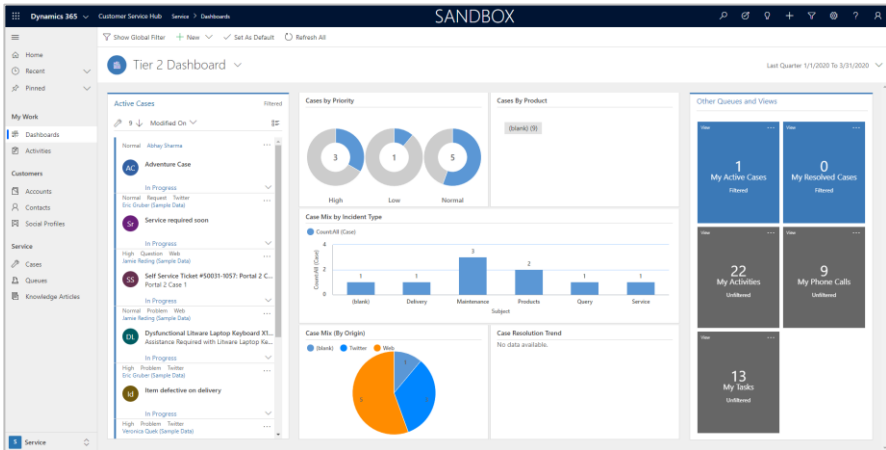 Dynamics 365
Customer Service Hub
Service > Dashboards
SANDBOX
Show Global Filter
New
Set As Default
Refresh All
Home
Recent
Pinned
My Work
Dashboards
Activities
Customers
Accounts
Contacts
Social Profiles
Service
Cases
Queues
Knowledge Articles
S Service
Tier 2 Dashboard
Last Quarter 1/1/2020 To 3/31/2020
Active Cases
Filtered
9 Modified On
Normal Abhay Sharma
AC Adventure Case
In Progress
Normal Request Twitter
Eric Gruber (Sample Data)
Sr Service required soon
In Progress
High Question Web
Jamie Reding (Sample Data)
SS Self Service Ticket #50031-1057: Portal 2 C...
Portal 2 Case 1
In Progress
Normal Problem Web
Jamie Reding (Sample Data)
DL Dysfunctional Litware Laptop Keyboard X1...
Assistance Required with Litware Laptop Ka...
In Progress
High Problem Twitter
Eric Gruber (Sample Data)
Id Item defective on delivery
In Progress
High Problem Twitter
Veronica Quek (Sample Data)
Cases by Priority
3
1
5
High
Low
Normal
Cases By Product
(blank) (9)
Case Mix by Incident Type
Count:All (Case)
Count:All (Case)
4
2
0
1
1
3
2
1
1
(blank)
Delivery
Maintenance
Products
Query
Service
Subject
Case Mix (By Origin)
(blank) Twitter Web
1
5
Case Resolution Trend
No data available.
Other Queues and Views
View
1
My Active Cases
Filtered
View
0
My Resolved Cases
Filtered
View
22
My Activities
Unfiltered
View
9
My Phone Calls
Unfiltered
View
13
My Tasks
Unfiltered